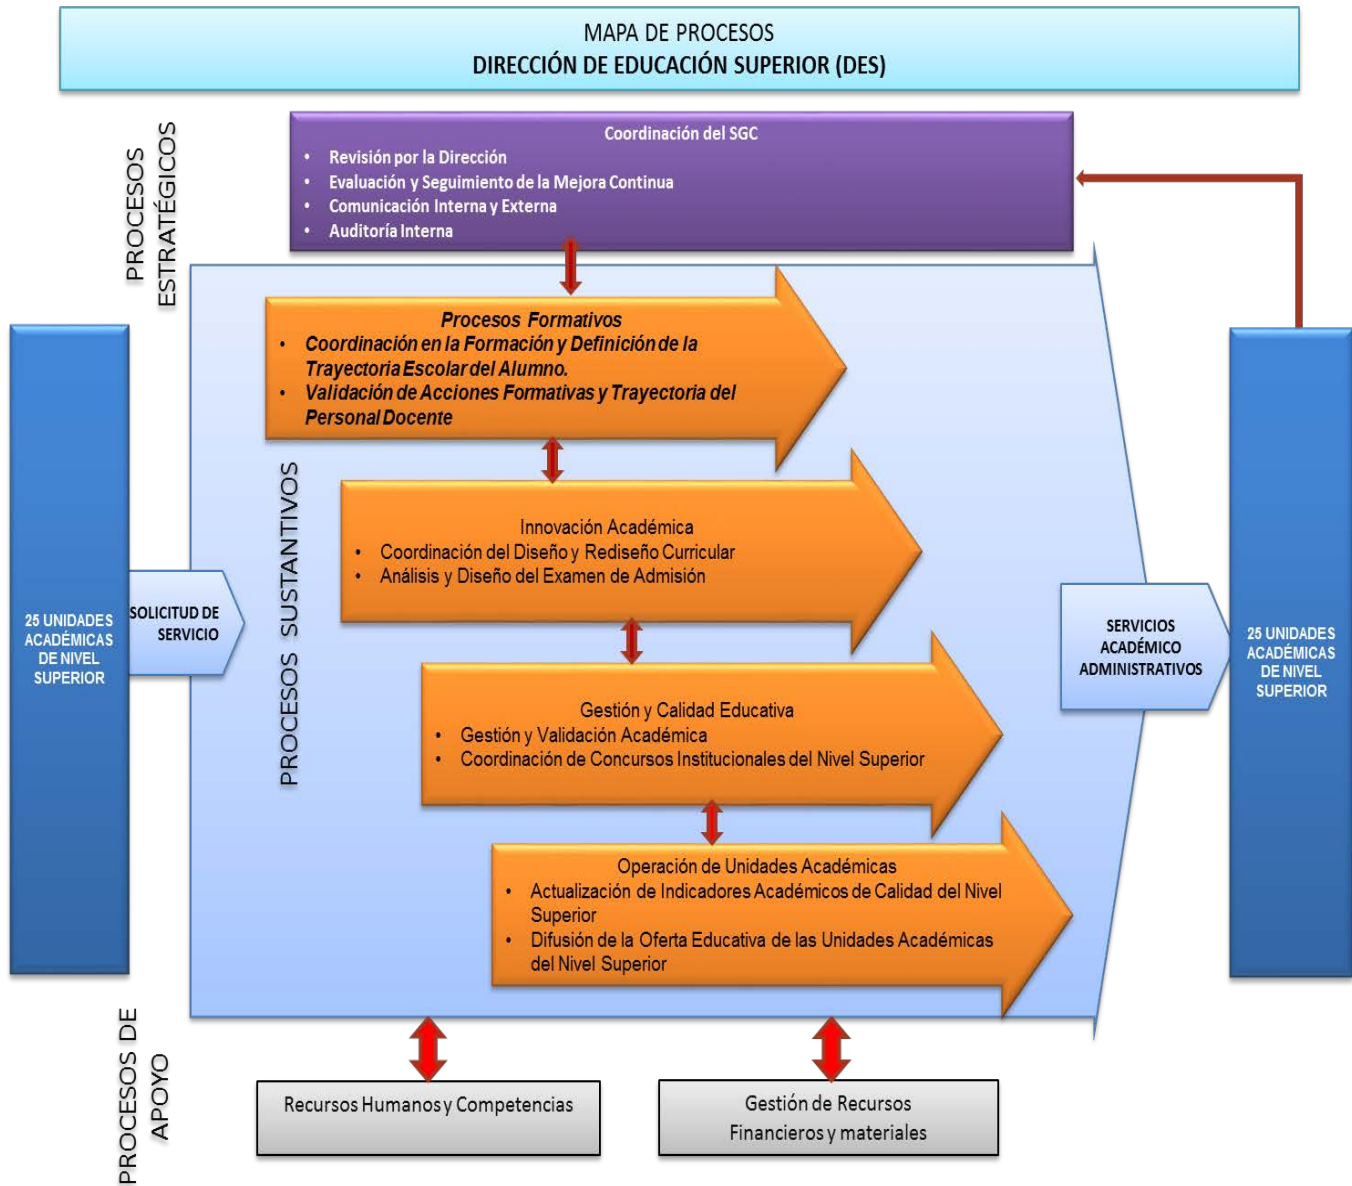 MAPA DE PROCESOS
DIRECCIÓN DE EDUCACIÓN SUPERIOR (DES)
PROCESOS
ESTRATÉGICOS
Coordinación del SGC
• Revisión por la Dirección
• Evaluación y Seguimiento de la Mejora Continua
• Comunicación Interna y Externa
• Auditoría Interna
Procesos Formativos
• Coordinación en la Formación y Definición de la
Trayectoria Escolar del Alumno.
• Validación de Acciones Formativas y Trayectoria del
Personal Docente
PROCESOS SUSTANTIVOS
Innovación Académica
• Coordinación del Diseño y Rediseño Curricular
• Análisis y Diseño del Examen de Admisión
25 UNIDADES
ACADÉMICAS
DE NIVEL
SUPERIOR
SOLICITUD DE
SERVICIO
SERVICIOS
ACADÉMICO
ADMINISTRATIVOS
25 UNIDADES
ACADÉMICAS
DE NIVEL
SUPERIOR
Gestión y Calidad Educativa
• Gestión y Validación Académica
• Coordinación de Concursos Institucionales del Nivel Superior
Operación de Unidades Académicas
• Actualización de Indicadores Académicos de Calidad del Nivel
Superior
• Difusión de la Oferta Educativa de las Unidades Académicas
del Nivel Superior
PROCESOS DE
APOYO
Recursos Humanos y Competencias
Gestión de Recursos
Financieros y materiales